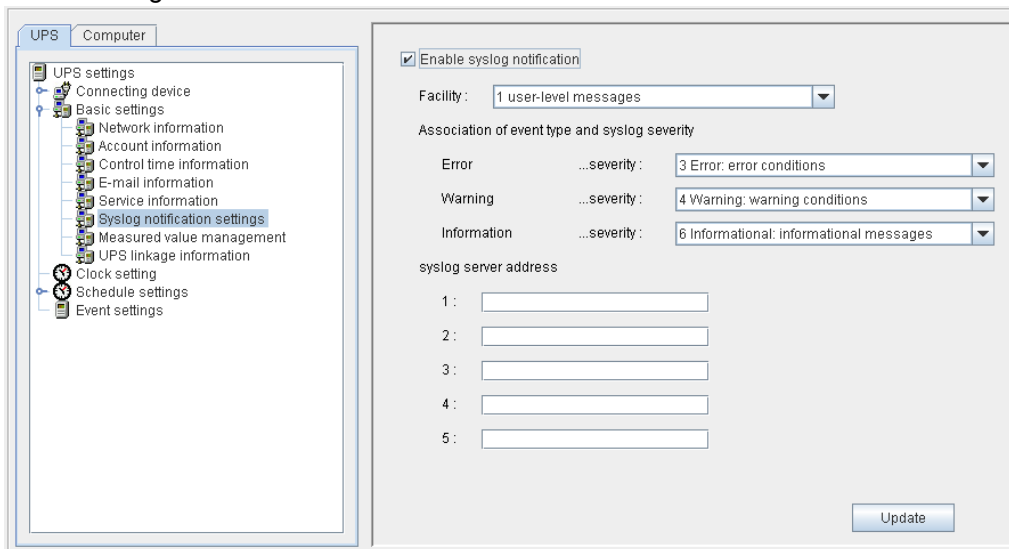 UPS Computer
UPS settings
Connecting device
Basic settings
Network information
Account information
Control time information
E-mail information
Service information
Syslog notification settings
Measured value management
UPS linkage information
Clock setting
Schedule settings
Event settings
Enable syslog notification
Facility : 1 user-level messages
Association of event type and syslog severity
Error ...severity : 3 Error: error conditions
Warning ...severity : 4 Warning: warning conditions
Information ...severity : 6 Informational: informational messages
syslog server address
1 :
2 :
3 :
4 :
5 :
Update